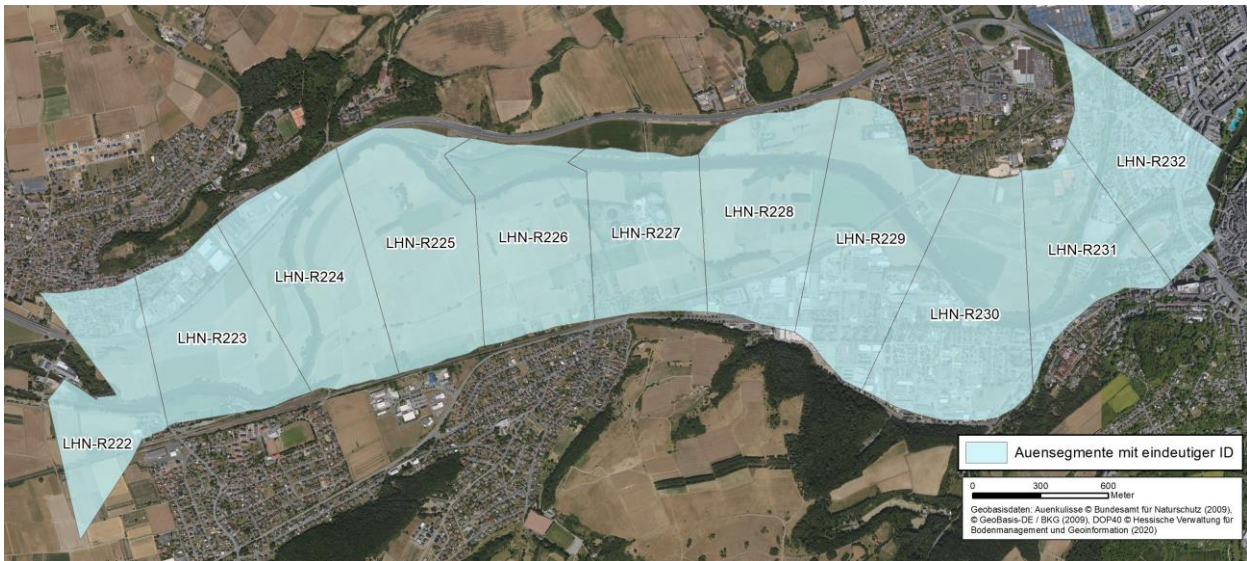 LHN-R232
LHN-R228
LHN-R226
LHN-R227
LHN-R229
LHN-R225
LHN-R231
LHN-R224
LHN-R230
LHN-R223
LHN-R222
Auensegmente mit eindeutiger ID
0 300 600
Meter
Geobasisdaten: Auenkulisse © Bundesamt für Naturschutz (2009),
© GeoBasis-DE / BKG (2009), DOP40 © Hessische Verwaltung für
Bodenmanagement und Geoinformation (2020)